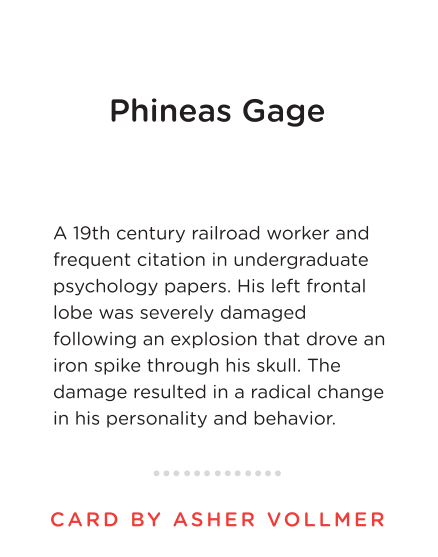 Phineas Gage
A 19th century railroad worker and
frequent citation in undergraduate
psychology papers. His left frontal
lobe was severely damaged
following an explosion that drove an
iron spike through his skull. The
damage resulted in a radical change
in his personality and behavior.
CARD BY ASHER VOLLMER